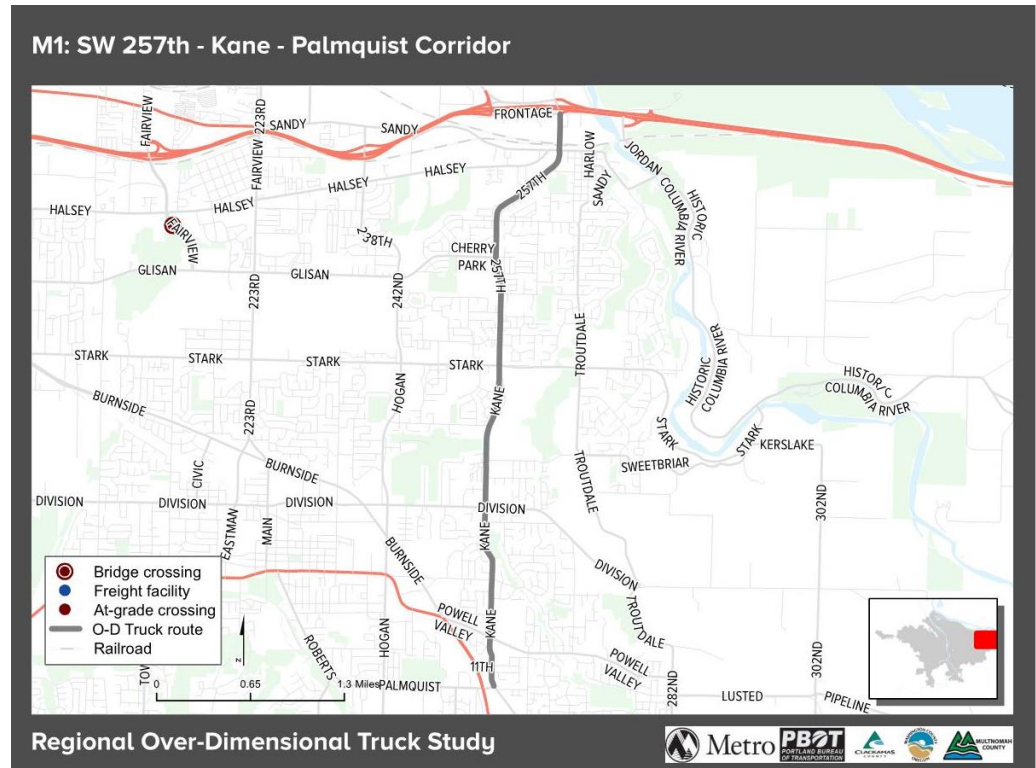 M1: SW 257th - Kane - Palmquist Corridor
FAIRVIEW
223RD
SANDY
SANDY
FRONTAGE
FAIRVIEW
HALSEY
HARLOW
SANDY
JORDAN
COLUMBIA RIVER
HISTORIC
HALSEY
HALSEY
HALSEY
257TH
FAIRVIEW
238TH
CHERRY
PARK
257TH
GLISAN
GLISAN
223RD
242ND
TROUTDALE
HISTORIC
COLUMBIA RIVER
STARK
STARK
STARK
STARK
HISTORIC
COLUMBIA RIVER
BURNSIDE
223RD
HOGAN
KANE
STARK
STARK
KERSLAKE
SWEETBRIAR
CIVIC
BURNSIDE
TROUTDALE
302ND
DIVISION
DIVISION
DIVISION
DIVISION
EASTMAN
MAIN
KANE
BURNSIDE
DIVISION
TROUTDALE
Bridge crossing
Freight facility
At-grade crossing
O-D Truck route
Railroad
z
POWELL
VALLEY
KANE
ROBERTS
HOGAN
11TH
POWELL
VALLEY
302ND
282ND
TOW
0 0.65 1.3 Miles
PALMQUIST
LUSTED
PIPELINE
Regional Over-Dimensional Truck Study
Metro
PBOT
PORTLAND BUREAU
OF TRANSPORTATION
CLACKAMAS
COUNTY
MULTNOMAH
COUNTY